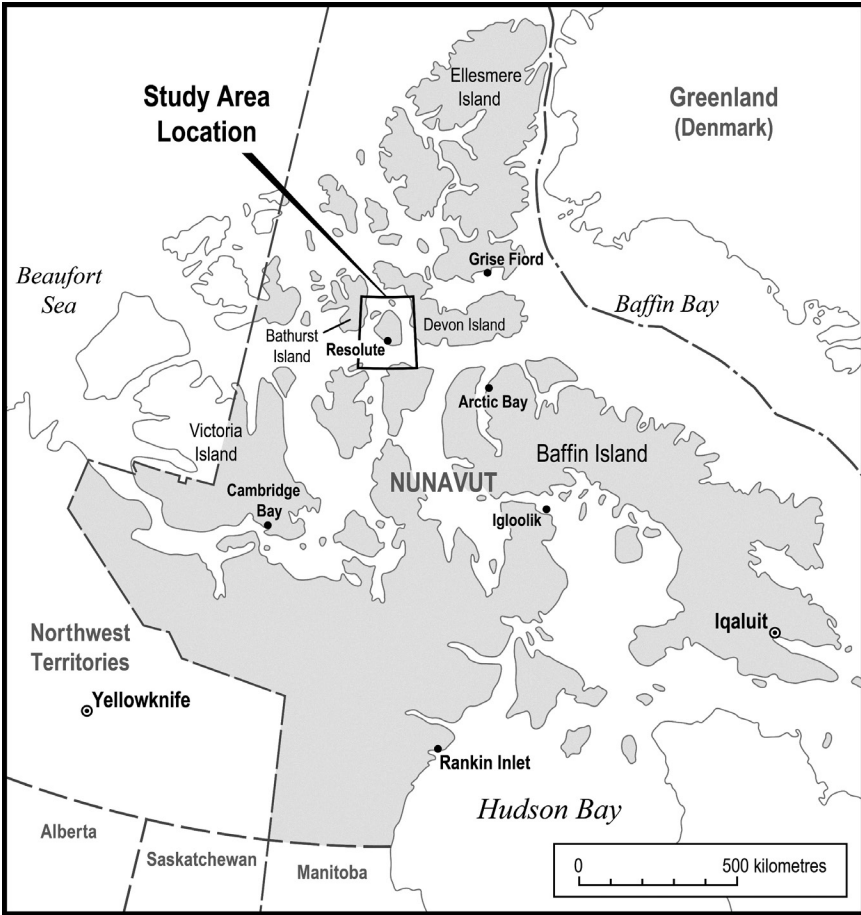 Ellesmere
Island
Study Area
Location
Greenland
(Denmark)
Grise Fiord
Beaufort
Sea
Baffin Bay
Devon Island
Bathurst
Island
Resolute
Arctic Bay
Victoria
Island
Baffin Island
NUNAVUT
Cambridge
Bay
Igloolik
Iqaluit
Northwest
Territories
Yellowknife
Rankin Inlet
Hudson Bay
Alberta
Saskatchewan
Manitoba
0 500 kilometres